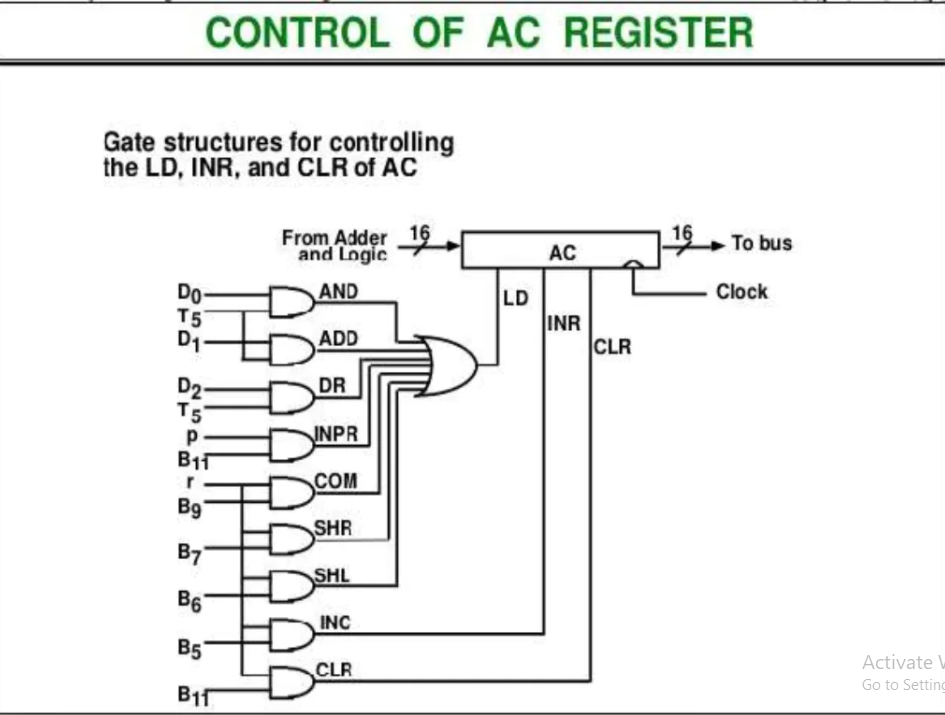 CONTROL OF AC REGISTER
Gate structures for controlling
the LD, INR, and CLR of AC
From Adder
and Logic
16
AC
16
To bus
Clock
LD
INR
CLR
D0
T5
AND
D1
ADD
D2
T5
DR
p
B11
INPR
r
B9
COM
B7
SHR
B6
SHL
B5
INC
B11
CLR
Activate
Go to Setting